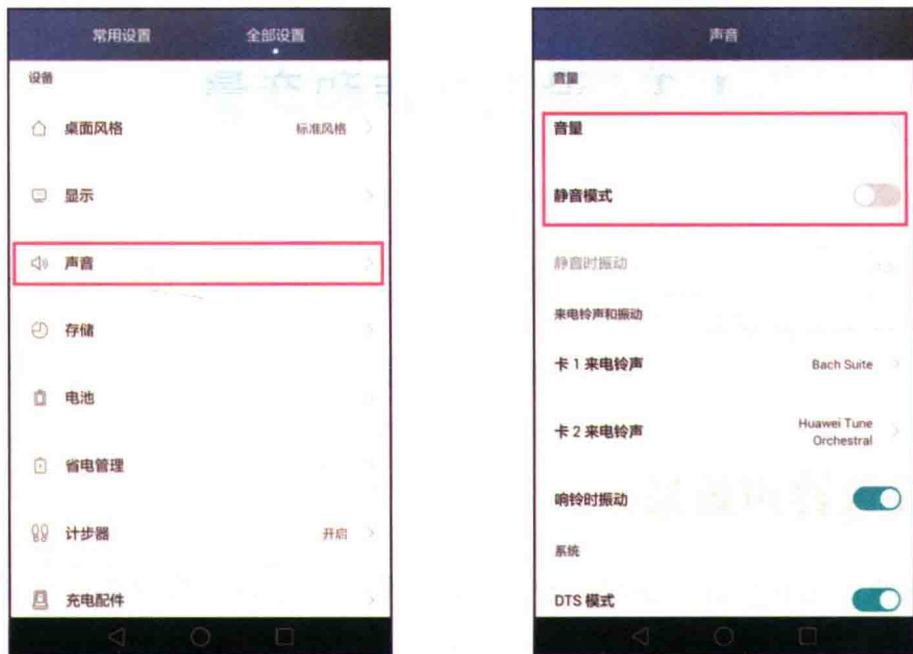 常用设置 全部设置
设备
桌面风格 标准风格
显示
声音
存储
电池
省电管理
计步器 开启
充电配件
声音
音量
音量
静音模式
静音时振动
来电铃声和振动
卡 1 来电铃声 Bach Suite
卡 2 来电铃声 Huawei Tune
Orchestral
响铃时振动
系统
DTS 模式